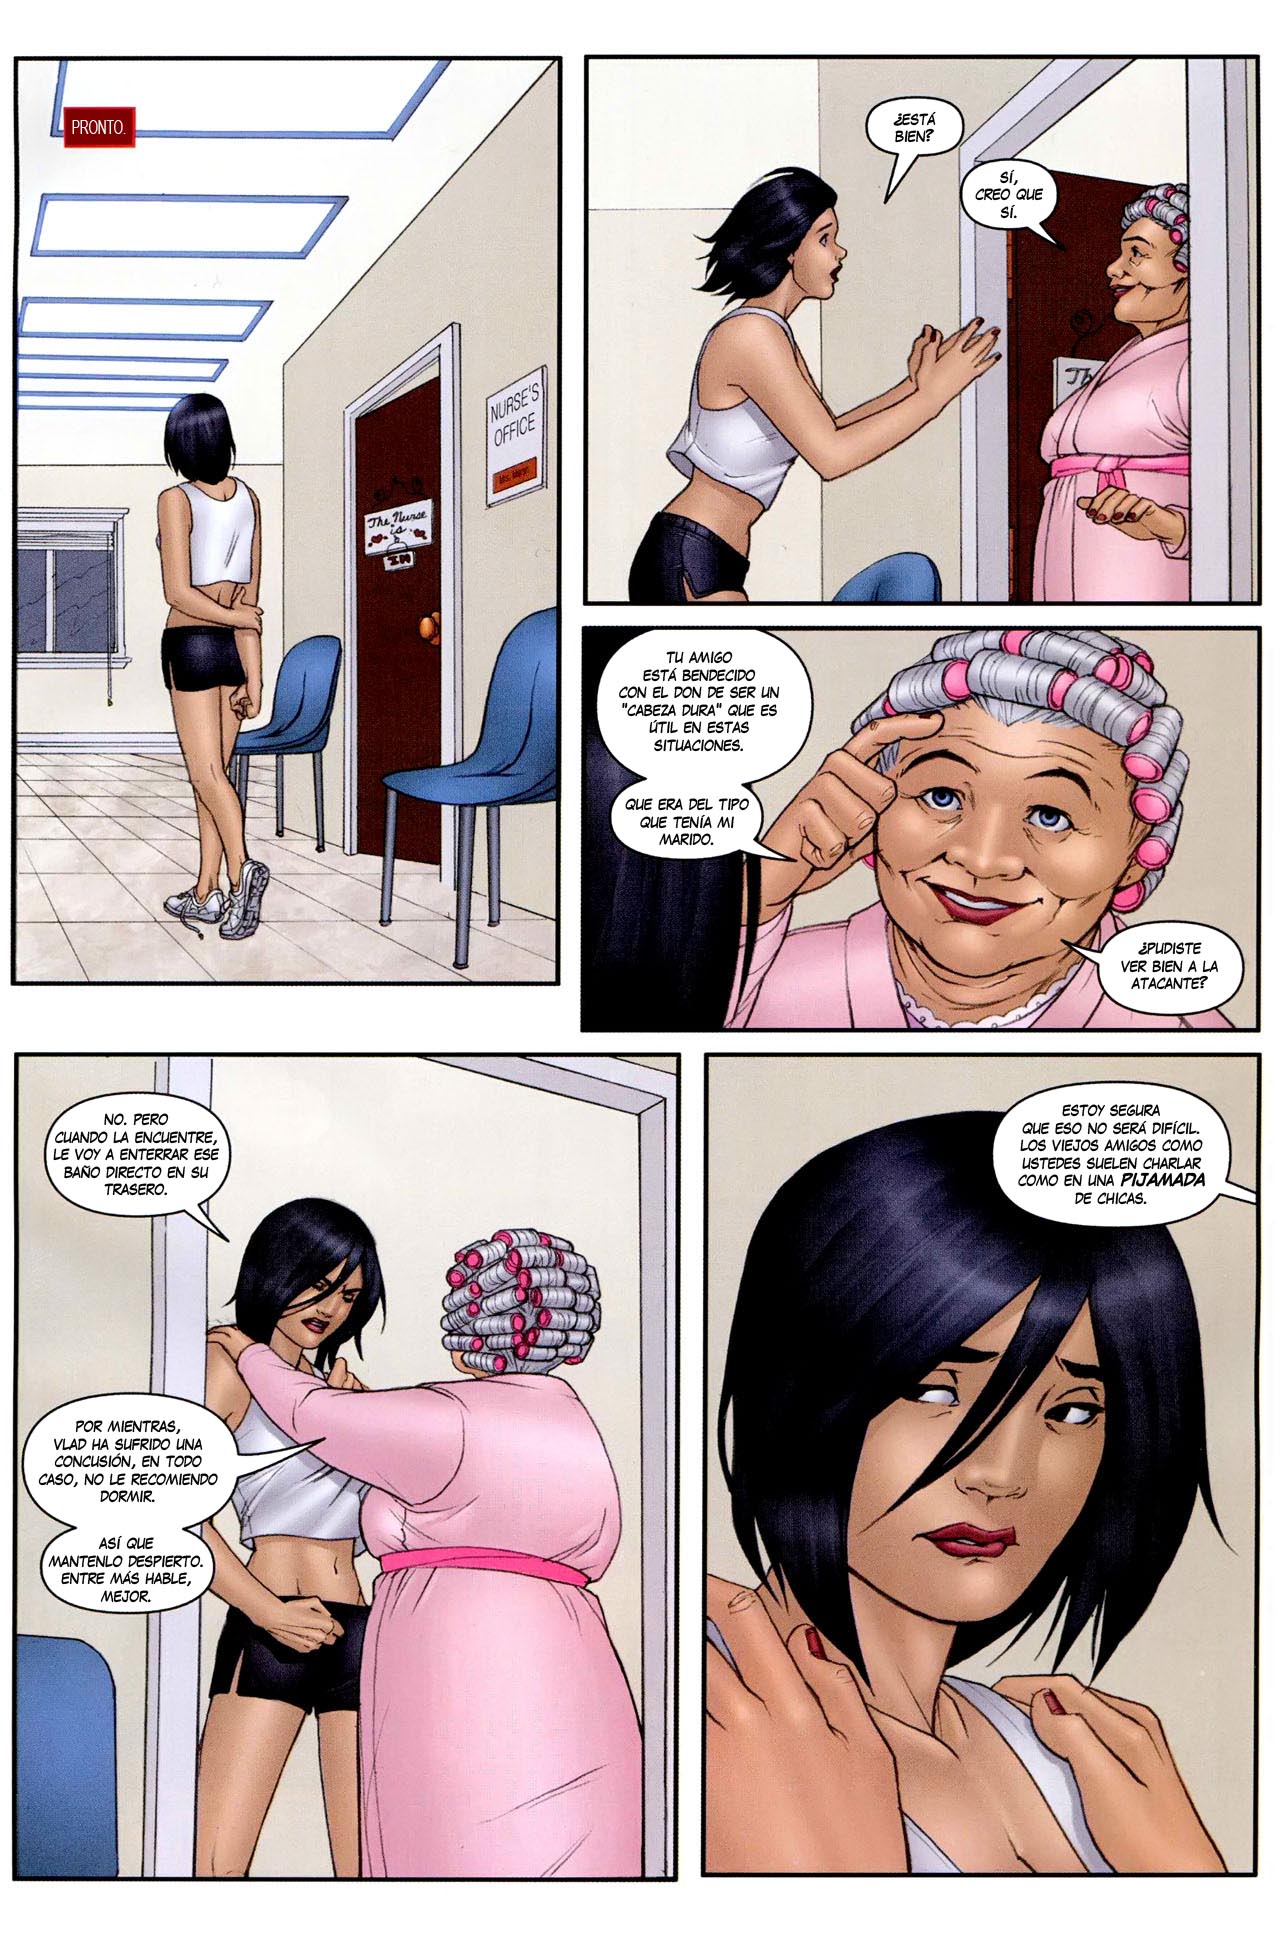 PRONTO.
NURSE'S
OFFICE
The Nurse
is
IN
¿ESTÁ
BIEN?
SÍ,
CREO QUE
SÍ.
The
TU AMIGO
ESTÁ BENDECIDO
CON EL DON DE SER UN
"CABEZA DURA" QUE ES
ÚTIL EN ESTAS
SITUACIONES.
QUE ERA DEL TIPO
QUE TENÍA MI
MARIDO.
¿PUDISTE
VER BIEN A LA
ATACANTE?
NO. PERO
CUANDO LA ENCUENTRE,
LE VOY A ENTERRAR ESE
BAÑO DIRECTO EN SU
TRASERO.
POR MIENTRAS,
VLAD HA SUFRIDO UNA
CONCUSIÓN, EN TODO
CASO, NO LE RECOMIENDO
DORMIR.
ASÍ QUE
MANTENLO DESPIERTO.
ENTRE MÁS HABLE,
MEJOR.
ESTOY SEGURA
QUE ESO NO SERÁ DIFÍCIL.
LOS VIEJOS AMIGOS COMO
USTEDES SUELEN CHARLAR
COMO EN UNA PIJAMADA
DE CHICAS.